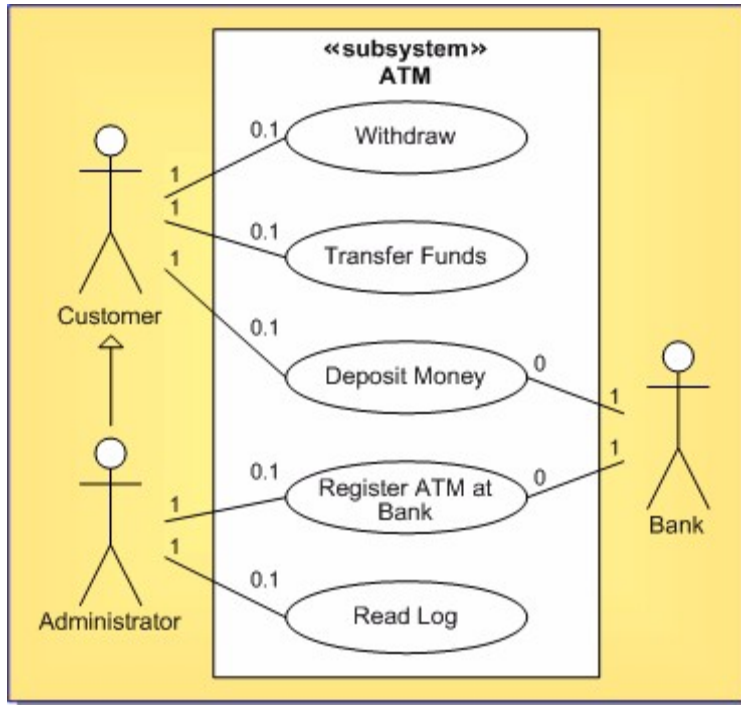 «subsystem»
ATM
0.1
Withdraw
1
1
0.1
Transfer Funds
1
Customer
0.1
Deposit Money
0
1
0.1
Register ATM at
Bank
0
1
1
Bank
1
0.1
Read Log
Administrator